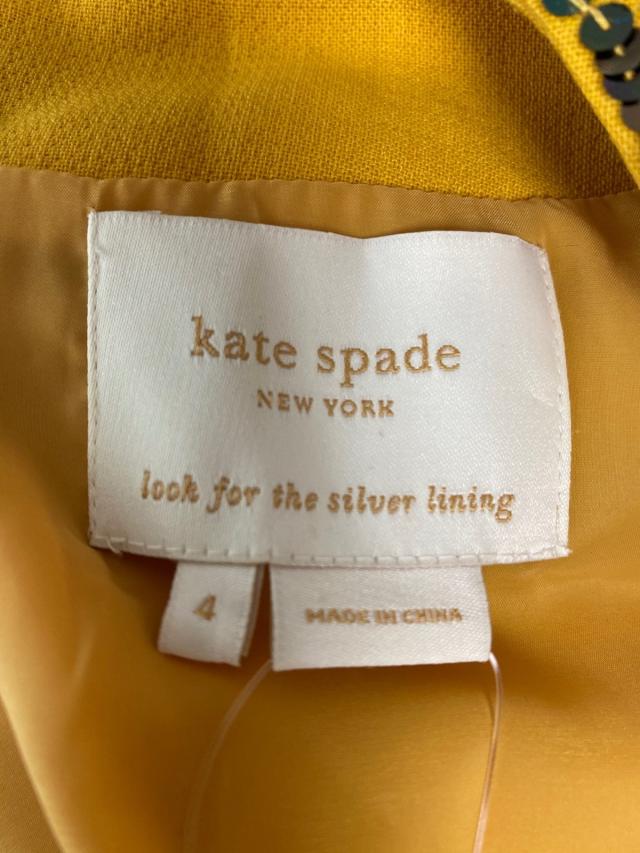 kate spade
NEW YORK
look for the silver lining
4
MADE IN CHINA